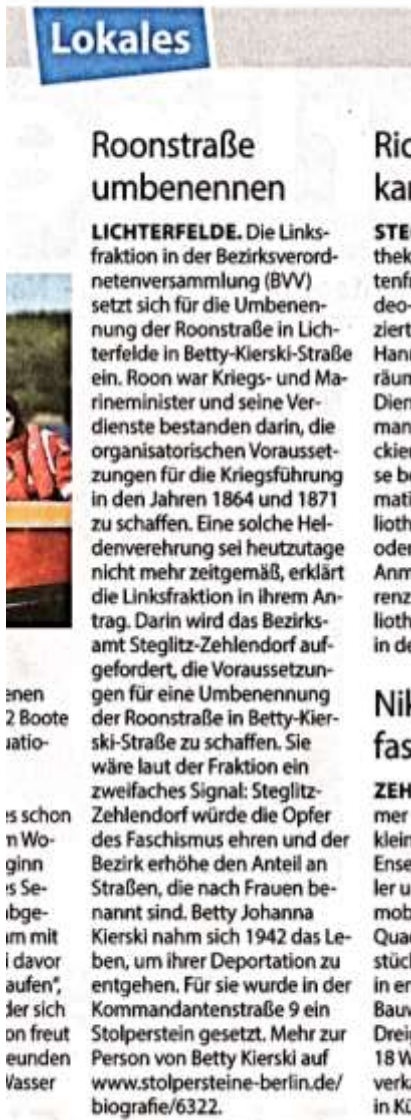 Lokales
Roonstraße
umbenennen
LICHTERFELDE. Die Links-
fraktion in der Bezirksverord-
netenversammlung (BVV)
setzt sich für die Umbenen-
nung der Roonstraße in Lich-
terfelde in Betty-Kierski-Straße
ein. Roon war Kriegs- und Ma-
rineminister und seine Ver-
dienste bestanden darin, die
organisatorischen Vorausset-
zungen für die Kriegsführung
in den Jahren 1864 und 1871
zu schaffen. Eine solche Hel-
denverehrung sei heutzutage
nicht mehr zeitgemäß, erklärt
die Linksfraktion in ihrem An-
trag. Darin wird das Bezirks-
amt Steglitz-Zehlendorf auf-
gefordert, die Voraussetzun-
gen für eine Umbenennung
der Roonstraße in Betty-Kier-
ski-Straße zu schaffen. Sie
wäre laut der Fraktion ein
zweifaches Signal: Steglitz-
Zehlendorf würde die Opfer
des Faschismus ehren und der
Bezirk erhöhe den Anteil an
Straßen, die nach Frauen be-
nannt sind. Betty Johanna
Kierski nahm sich 1942 das Le-
ben, um ihrer Deportation zu
entgehen. Für sie wurde in der
Kommandantenstraße 9 ein
Stolperstein gesetzt. Mehr zur
Person von Betty Kierski auf
www.stolpersteine-berlin.de/
biografie/6322.
2 Boote
schon
mit
davor
der sich
freut